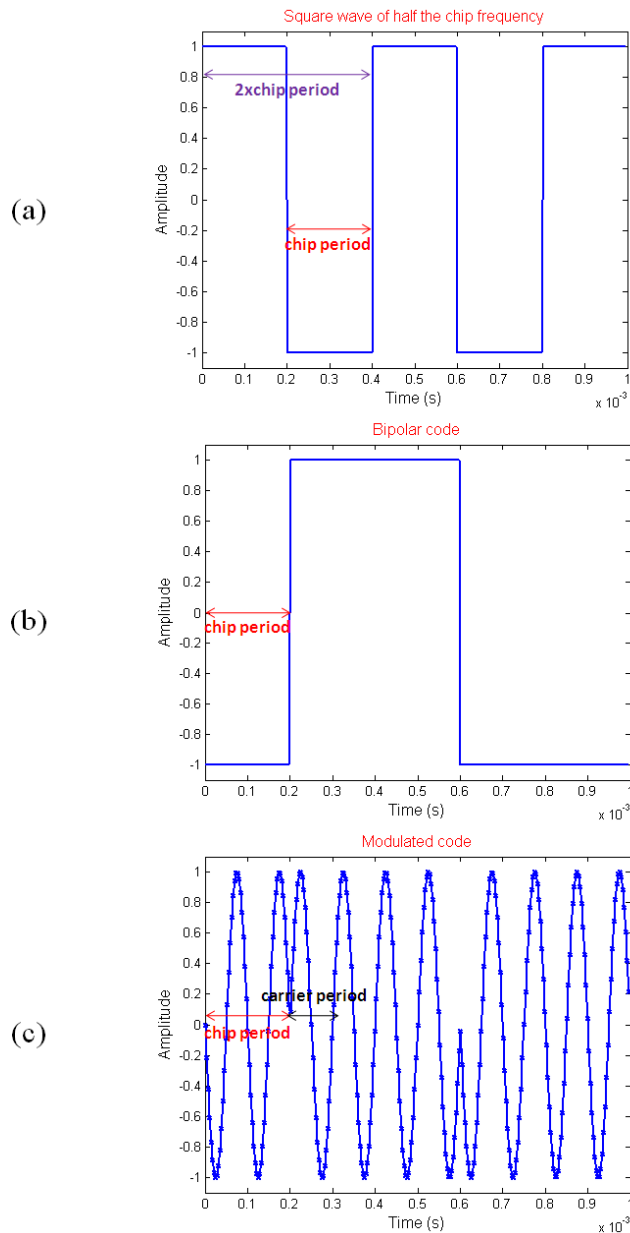 Square wave of half the chip frequency
1
0.8
0.6
0.4
0.2
0
-0.2
-0.4
-0.6
-0.8
-1
Amplitude
2xchip period
chip period
0 0.1 0.2 0.3 0.4 0.5 0.6 0.7 0.8 0.9 1
Time (s)
x 10-3
(a)
Bipolar code
1
0.8
0.6
0.4
0.2
0
-0.2
-0.4
-0.6
-0.8
-1
Amplitude
chip period
0 0.1 0.2 0.3 0.4 0.5 0.6 0.7 0.8 0.9 1
Time (s)
x 10-3
(b)
Modulated code
1
0.8
0.6
0.4
0.2
0
-0.2
-0.4
-0.6
-0.8
-1
Amplitude
carrier period
chip period
0 0.1 0.2 0.3 0.4 0.5 0.6 0.7 0.8 0.9 1
Time (s)
x 10-3
(c)